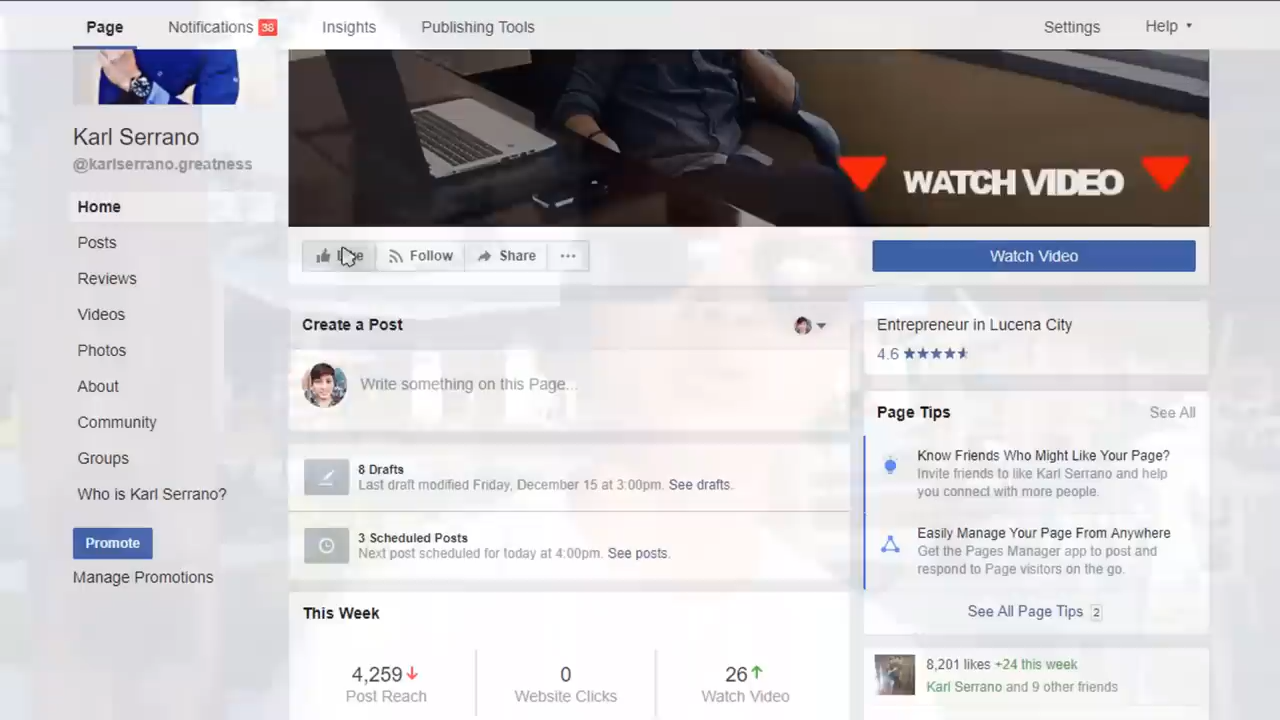 Page
Notifications 38
Insights
Publishing Tools
Settings
Help
Karl Serrano
@karlserrano.greatness
Home
Posts
Reviews
Videos
Photos
About
Community
Groups
Who is Karl Serrano?
Promote
Manage Promotions
WATCH VIDEO
Follow
Share
Watch Video
Create a Post
Write something on this Page...
8 Drafts
Last draft modified Friday, December 15 at 3:00pm. See drafts.
3 Scheduled Posts
Next post scheduled for today at 4:00pm. See posts.
This Week
4,259
Post Reach
0
Website Clicks
26
Watch Video
Entrepreneur in Lucena City
4.6
Page Tips
See All
Know Friends Who Might Like Your Page?
Invite friends to like Karl Serrano and help
you connect with more people.
Easily Manage Your Page From Anywhere
Get the Pages Manager app to post and
respond to Page visitors on the go.
See All Page Tips 2
8,201 likes +24 this week
Karl Serrano and 9 other friends